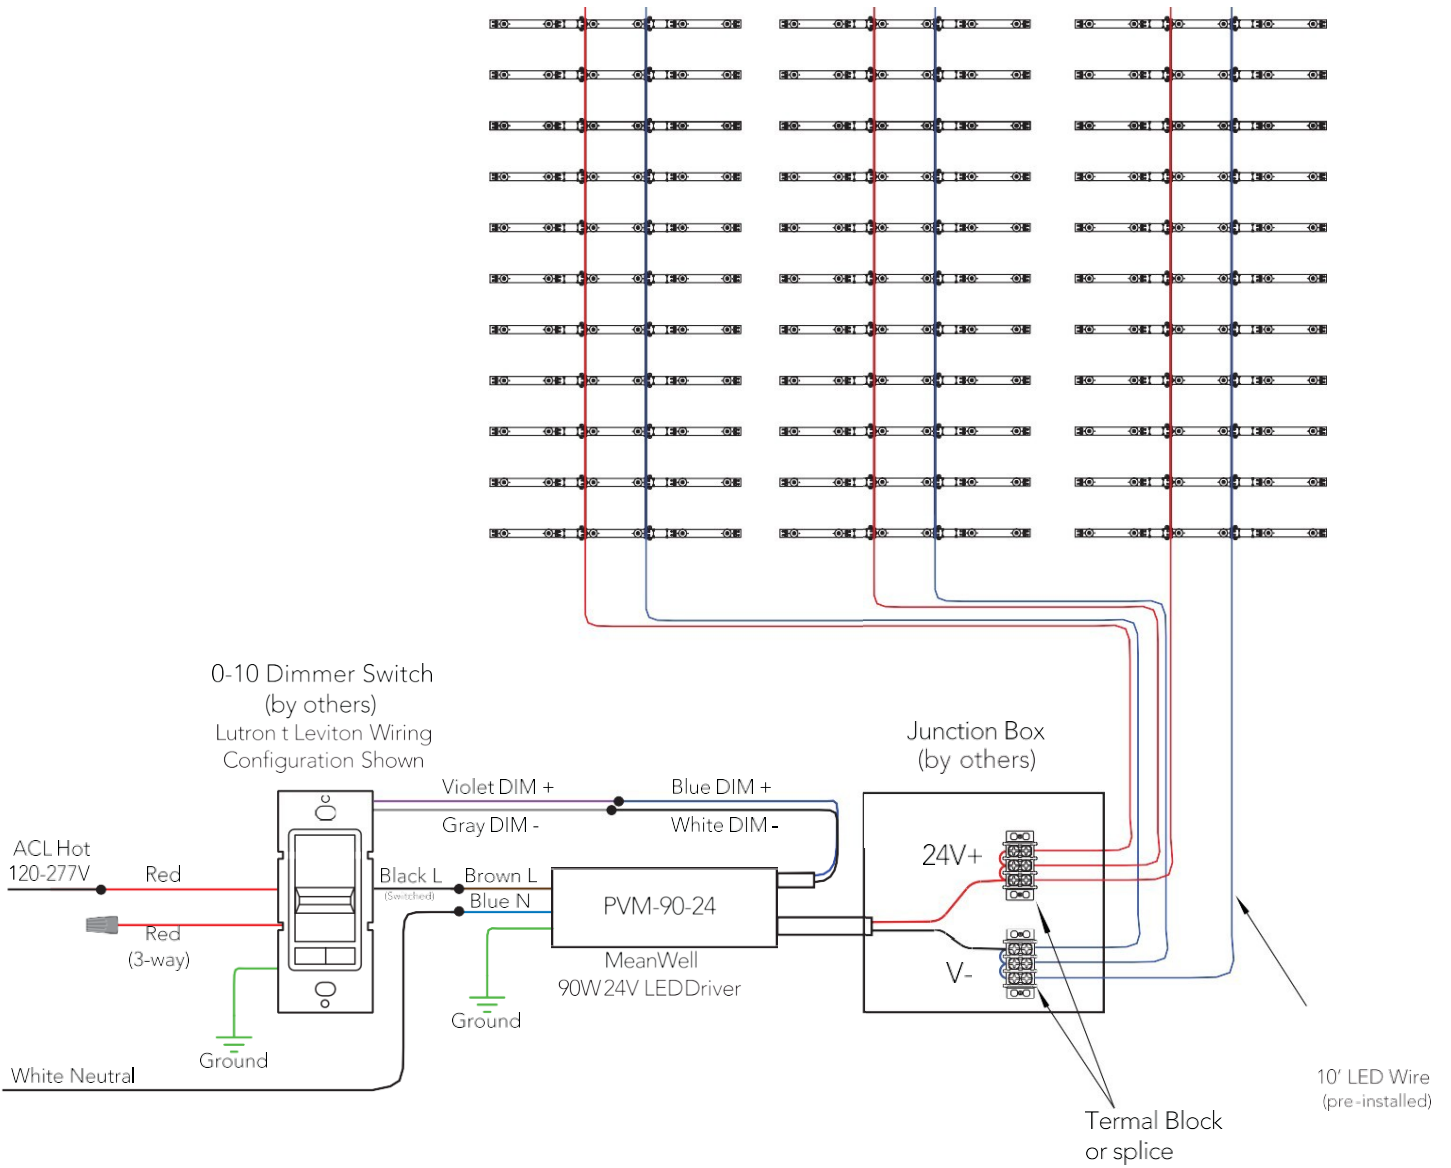 0-10 Dimmer Switch
(by others)
Lutron t Leviton Wiring
Configuration Shown
Junction Box
(by others)
Violet DIM +
Blue DIM +
Gray DIM -
White DIM -
ACL Hot
120-277V
Red
Black L
(Switched)
Brown L
Blue N
Red
(3-way)
PVM-90-24
MeanWell
90W 24V LED Driver
24V+
V-
Ground
Ground
White Neutral
10' LED Wire
(pre-installed)
Termal Block
or splice